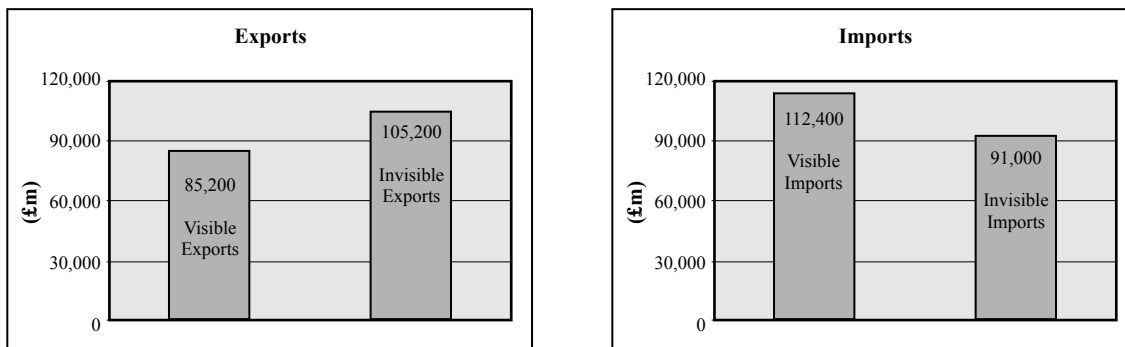 Exports
120,000
90,000
60,000
30,000
0
(£m)
85,200
Visible
Exports
105,200
Invisible
Exports
Imports
120,000
90,000
60,000
30,000
0
(£m)
112,400
Visible
Imports
91,000
Invisible
Imports